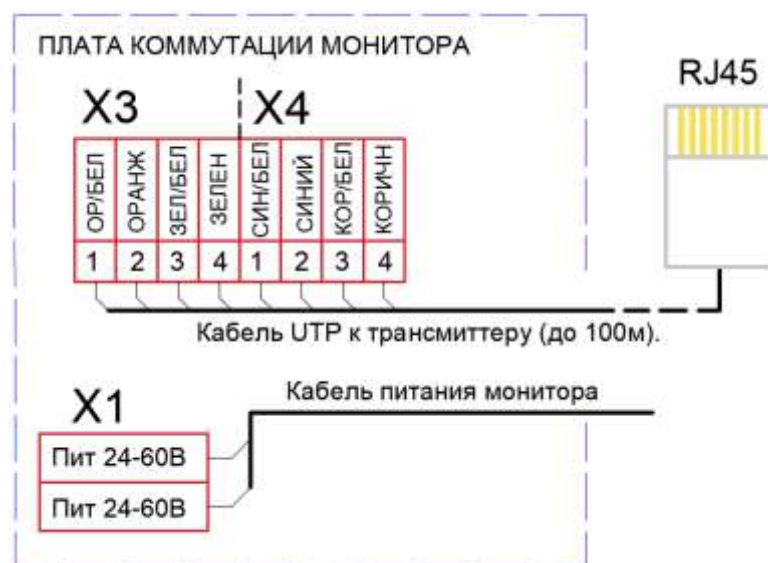 ПЛАТА КОММУТАЦИИ МОНИТОРА
RJ45
X3 X4
ОР/БЕЛ ОРАНЖ ЗЕЛ/БЕЛ ЗЕЛЕН СИН/БЕЛ СИНИЙ КОР/БЕЛ КОРИЧН
1 2 3 4 1 2 3 4
Кабель UTP к трансмиттеру (до 100м).
X1
Кабель питания монитора
Пит 24-60В
Пит 24-60В